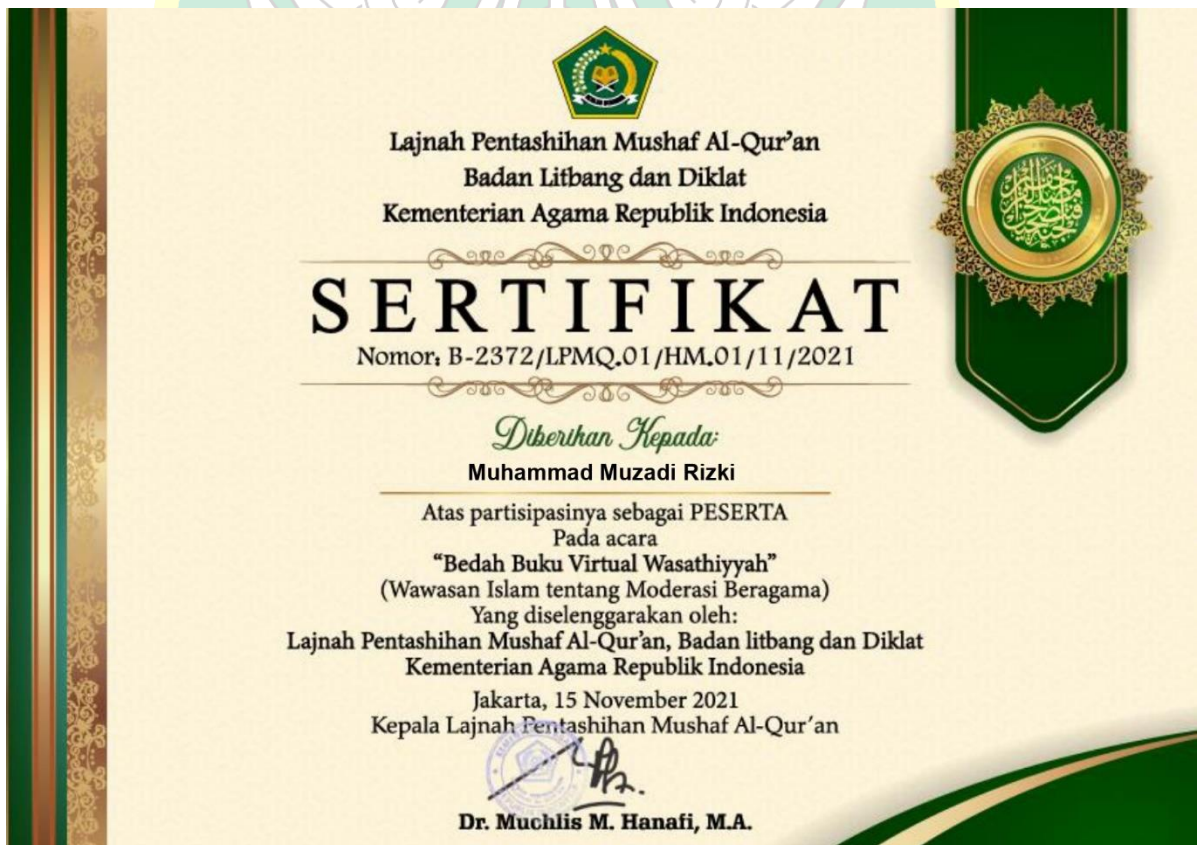 Lajnah Pentashihan Mushaf Al-Qur’an
Badan Litbang dan Diklat
Kementerian Agama Republik Indonesia
SERTIFIKAT
Nomor: B-2372/LPMQ.01/HM.01/11/2021
Diberikan Kepada:
Muhammad Muzadi Rizki
Atas partisipasinya sebagai PESERTA
Pada acara
“Bedah Buku Virtual Wasathiyyah”
(Wawasan Islam tentang Moderasi Beragama)
Yang diselenggarakan oleh:
Lajnah Pentashihan Mushaf Al-Qur’an, Badan litbang dan Diklat
Kementerian Agama Republik Indonesia
Jakarta, 15 November 2021
Kepala Lajnah Pentashihan Mushaf Al-Qur’an
Dr. Muchlis M. Hanafi, M.A.